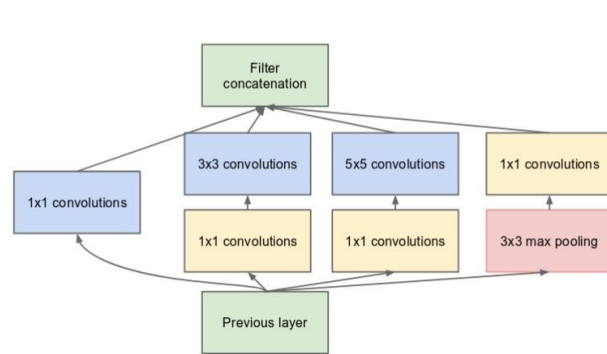 Filter
concatenation
3x3 convolutions
5x5 convolutions
1x1 convolutions
1x1 convolutions
1x1 convolutions
1x1 convolutions
3x3 max pooling
Previous layer